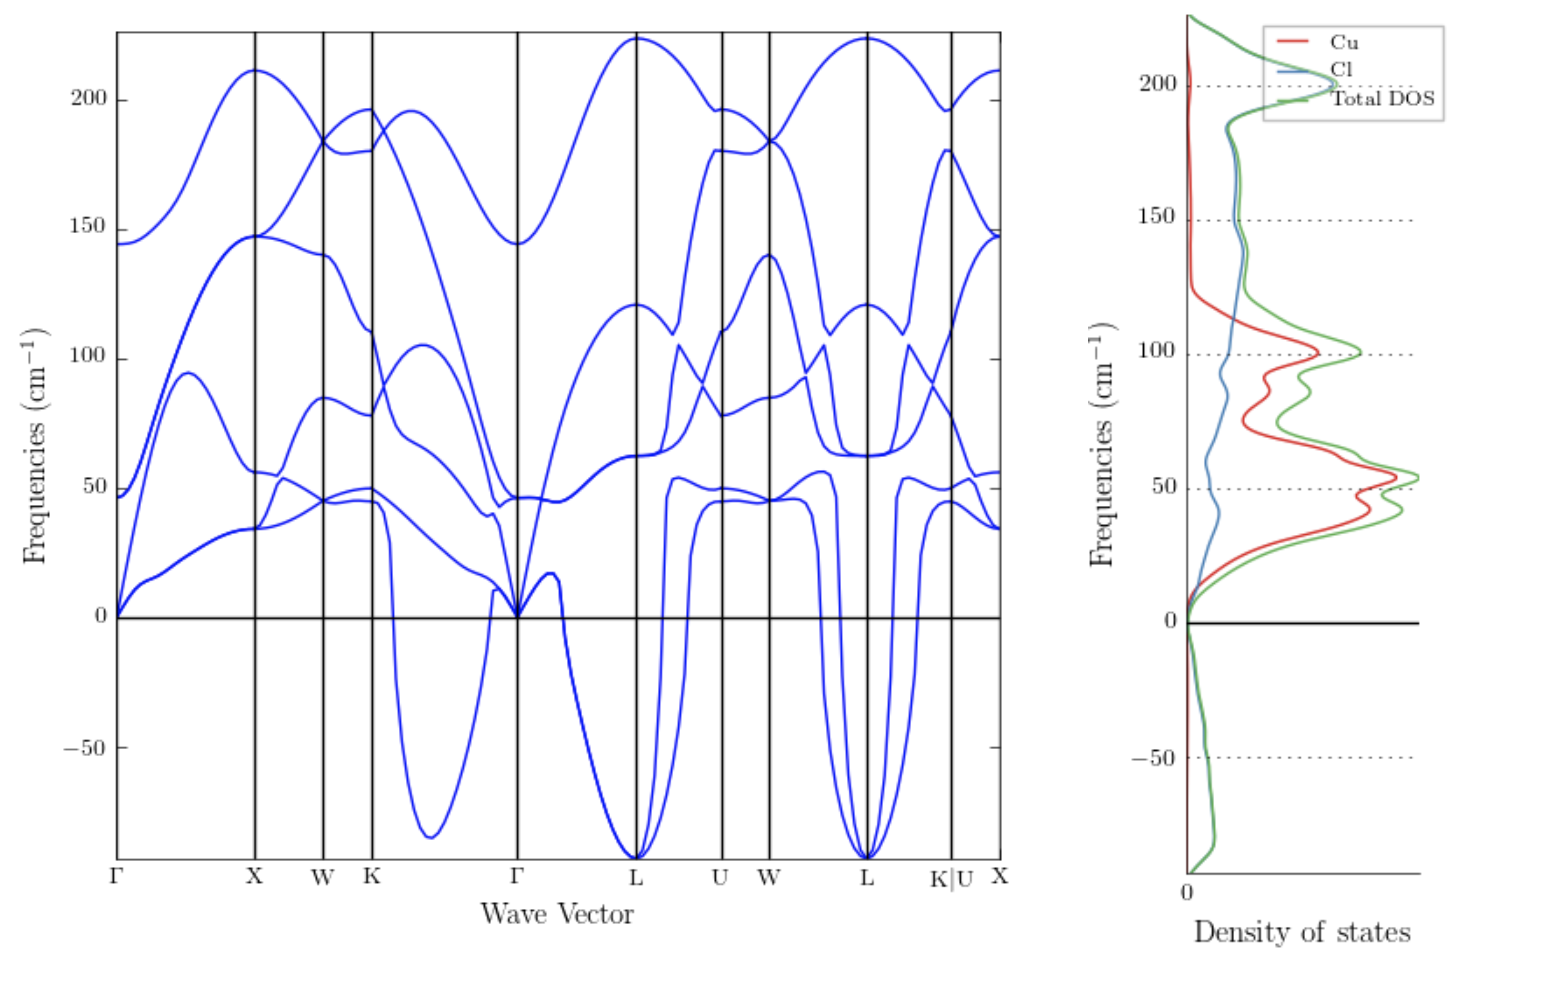 Frequencies (cm⁻¹)
200
150
100
50
0
−50
Γ X W K Γ L U W L K|U X
Wave Vector
Frequencies (cm⁻¹)
200
150
100
50
0
−50
Cu
Cl
Total DOS
0
Density of states